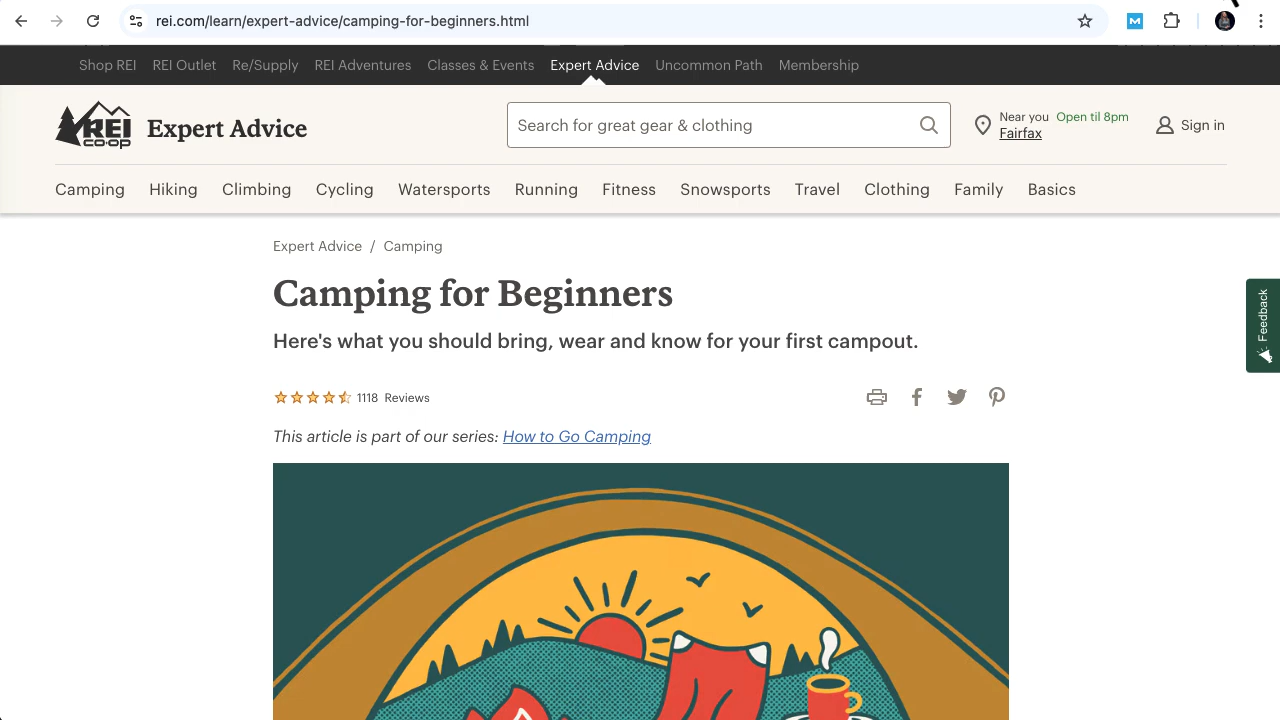 rei.com/learn/expert-advice/camping-for-beginners.html
M
Shop REI REI Outlet Re/Supply REI Adventures Classes & Events Expert Advice Uncommon Path Membership
REI CO·OP Expert Advice
Search for great gear & clothing
Near you Open til 8pm
Fairfax
Sign in
Camping Hiking Climbing Cycling Watersports Running Fitness Snowsports Travel Clothing Family Basics
Expert Advice / Camping
Camping for Beginners
Here's what you should bring, wear and know for your first campout.
Feedback
1118 Reviews
This article is part of our series: How to Go Camping